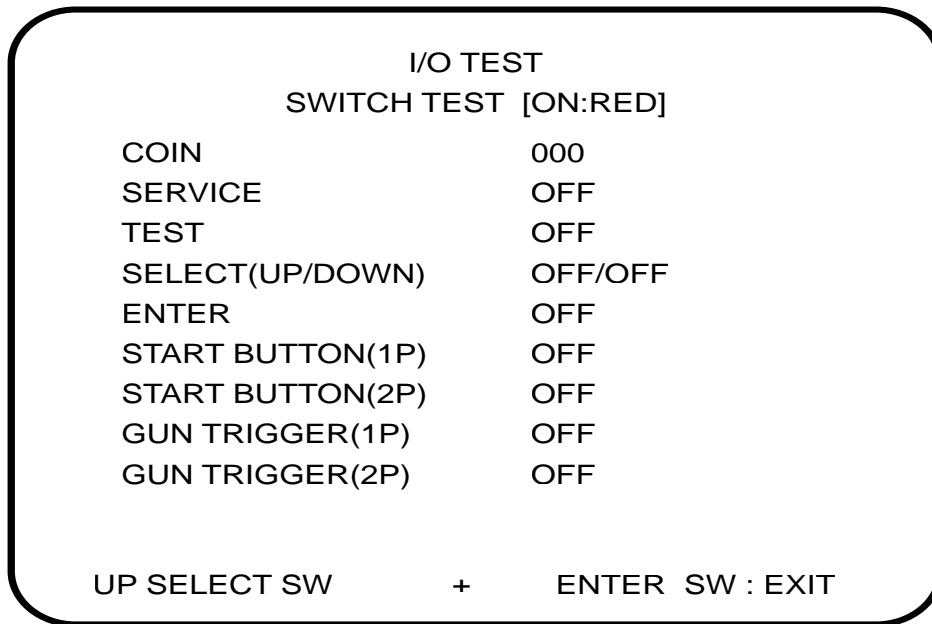 I/O TEST
SWITCH TEST [ON:RED]
COIN 000
SERVICE OFF
TEST OFF
SELECT(UP/DOWN) OFF/OFF
ENTER OFF
START BUTTON(1P) OFF
START BUTTON(2P) OFF
GUN TRIGGER(1P) OFF
GUN TRIGGER(2P) OFF
UP SELECT SW + ENTER SW : EXIT